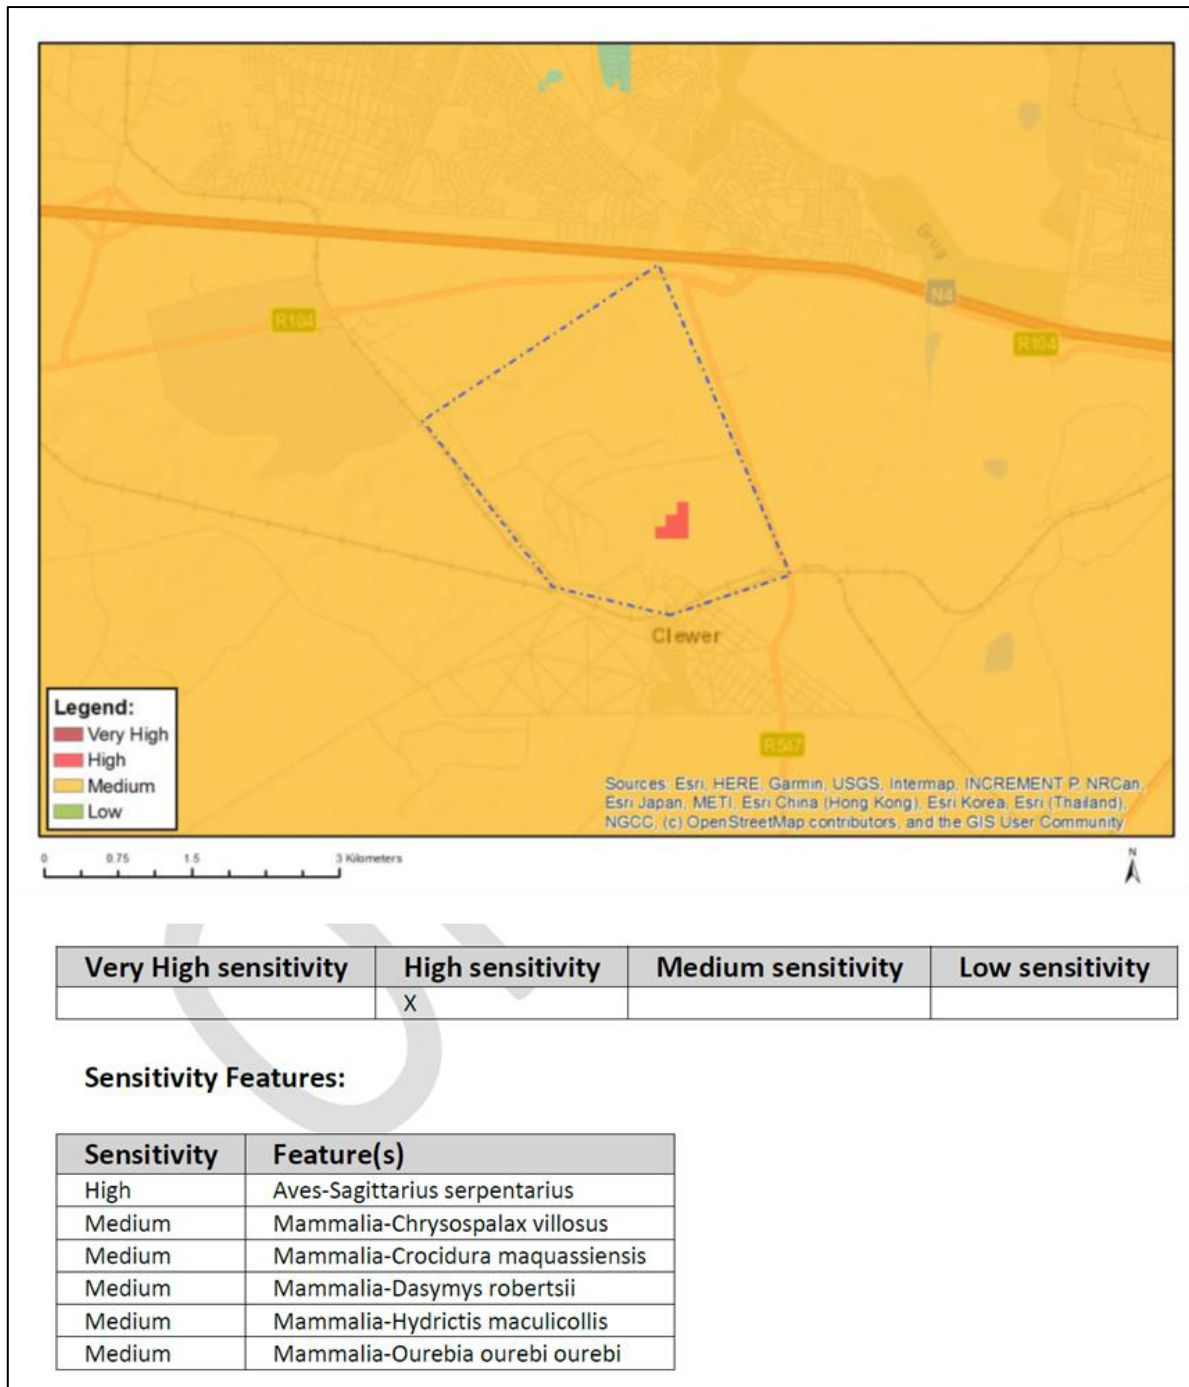 Brug
N4
R104
R104
Clewer
R547
Legend:
Very High
High
Medium
Low
Sources: Esri, HERE, Garmin, USGS, Intermap, INCREMENT P, NRCan,
Esri Japan, METI, Esri China (Hong Kong), Esri Korea, Esri (Thailand),
NGCC, (c) OpenStreetMap contributors, and the GIS User Community
0 0.75 1.5 3 Kilometers
N
Very High sensitivity High sensitivity Medium sensitivity Low sensitivity
X
Sensitivity Features:
Sensitivity Feature(s)
High Aves-Sagittarius serpentarius
Medium Mammalia-Chrysospalax villosus
Medium Mammalia-Crocidura maquassiensis
Medium Mammalia-Dasymys robertsii
Medium Mammalia-Hydrictis maculicollis
Medium Mammalia-Ourebia ourebi ourebi